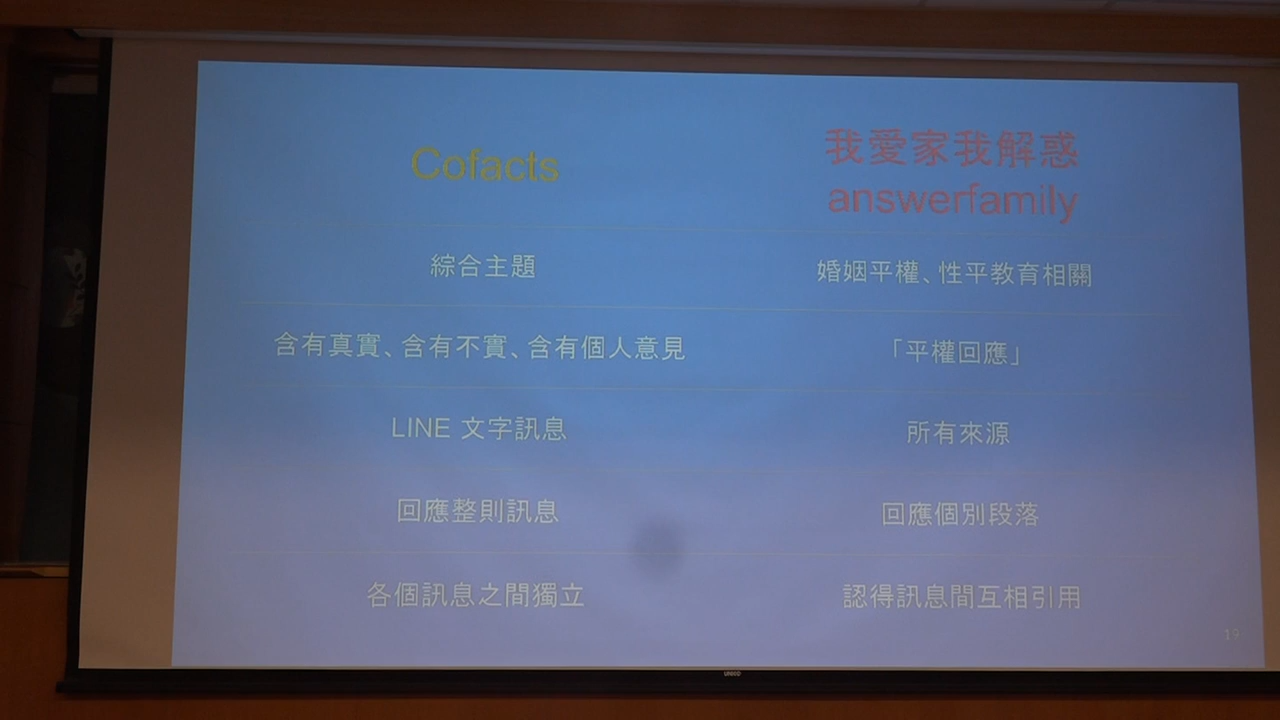 Cofacts
我愛家我解惑
answerfamily
綜合主題
婚姻平權、性平教育相關
含有真實、含有不實、含有個人意見
「平權回應」
LINE 文字訊息
所有來源
回應整則訊息
回應個別段落
各個訊息之間獨立
認得訊息間互相引用